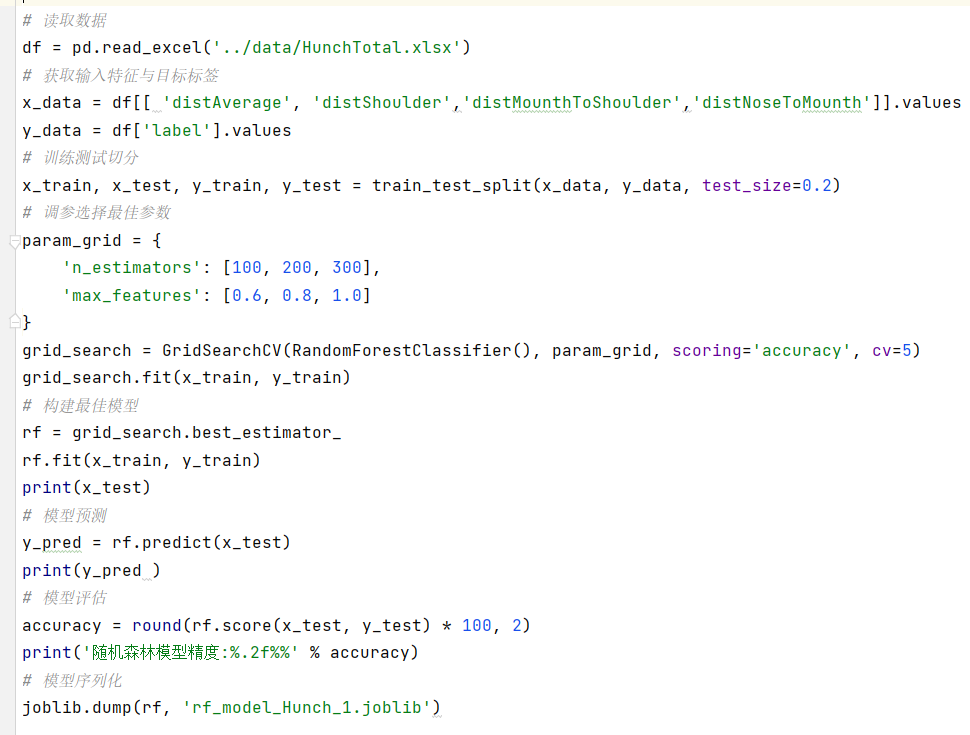 # 读取数据
df = pd.read_excel('../data/HunchTotal.xlsx')
# 获取输入特征与目标标签
x_data = df[[ 'distAverage', 'distShoulder','distMounthToShoulder','distNoseToMounth']].values
y_data = df['label'].values
# 训练测试切分
x_train, x_test, y_train, y_test = train_test_split(x_data, y_data, test_size=0.2)
# 调参选择最佳参数
param_grid = {
    'n_estimators': [100, 200, 300],
    'max_features': [0.6, 0.8, 1.0]
}
grid_search = GridSearchCV(RandomForestClassifier(), param_grid, scoring='accuracy', cv=5)
grid_search.fit(x_train, y_train)
# 构建最佳模型
rf = grid_search.best_estimator_
rf.fit(x_train, y_train)
print(x_test)
# 模型预测
y_pred = rf.predict(x_test)
print(y_pred )
# 模型评估
accuracy = round(rf.score(x_test, y_test) * 100, 2)
print('随机森林模型精度:%.2f%%' % accuracy)
# 模型序列化
joblib.dump(rf, 'rf_model_Hunch_1.joblib')